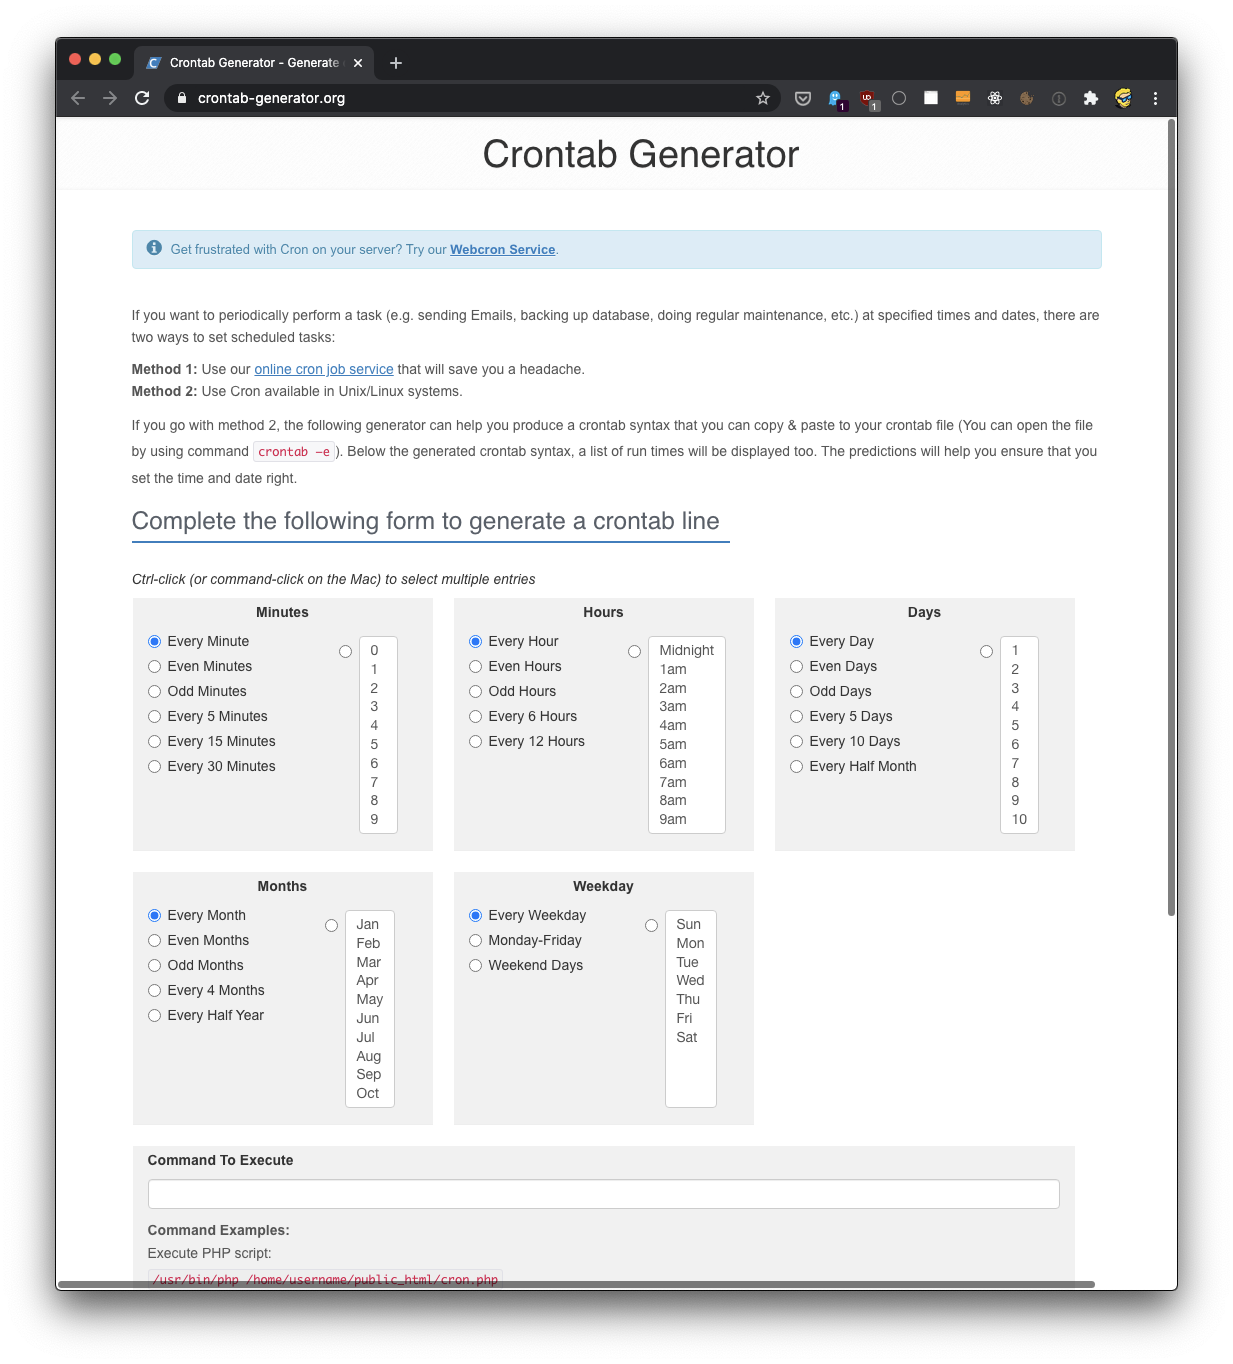 Crontab Generator - Generate
crontab-generator.org
1
1
Crontab Generator
Get frustrated with Cron on your server? Try our Webcron Service.
If you want to periodically perform a task (e.g. sending Emails, backing up database, doing regular maintenance, etc.) at specified times and dates, there are
two ways to set scheduled tasks:
Method 1: Use our online cron job service that will save you a headache.
Method 2: Use Cron available in Unix/Linux systems.
If you go with method 2, the following generator can help you produce a crontab syntax that you can copy & paste to your crontab file (You can open the file
by using command crontab -e). Below the generated crontab syntax, a list of run times will be displayed too. The predictions will help you ensure that you
set the time and date right.
Complete the following form to generate a crontab line
Ctrl-click (or command-click on the Mac) to select multiple entries
Minutes
Every Minute
Even Minutes
Odd Minutes
Every 5 Minutes
Every 15 Minutes
Every 30 Minutes
0
1
2
3
4
5
6
7
8
9
Hours
Every Hour
Even Hours
Odd Hours
Every 6 Hours
Every 12 Hours
Midnight
1am
2am
3am
4am
5am
6am
7am
8am
9am
Days
Every Day
Even Days
Odd Days
Every 5 Days
Every 10 Days
Every Half Month
1
2
3
4
5
6
7
8
9
10
Months
Every Month
Even Months
Odd Months
Every 4 Months
Every Half Year
Jan
Feb
Mar
Apr
May
Jun
Jul
Aug
Sep
Oct
Weekday
Every Weekday
Monday-Friday
Weekend Days
Sun
Mon
Tue
Wed
Thu
Fri
Sat
Command To Execute
Command Examples:
Execute PHP script:
/usr/bin/php /home/username/public_html/cron.php